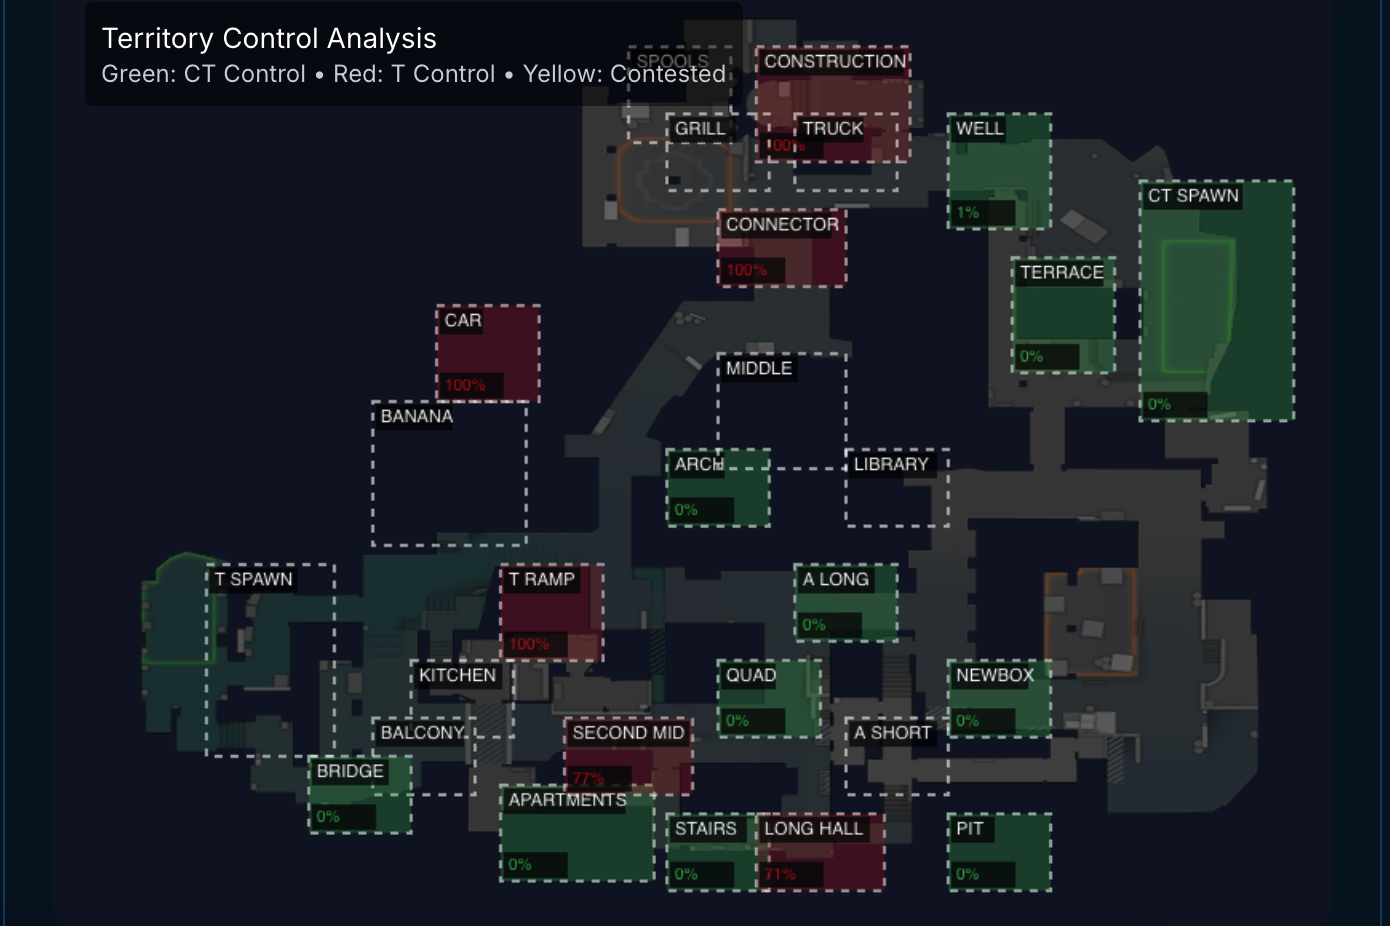 Territory Control Analysis
Green: CT Control • Red: T Control • Yellow: Contested
SPOOLS
CONSTRUCTION
GRILL
TRUCK
100%
WELL
1%
CT SPAWN
0%
CONNECTOR
100%
TERRACE
0%
CAR
100%
MIDDLE
BANANA
ARCH
0%
LIBRARY
T SPAWN
T RAMP
100%
A LONG
0%
KITCHEN
QUAD
0%
NEWBOX
0%
BALCONY
SECOND MID
77%
A SHORT
BRIDGE
0%
APARTMENTS
0%
STAIRS
0%
LONG HALL
71%
PIT
0%